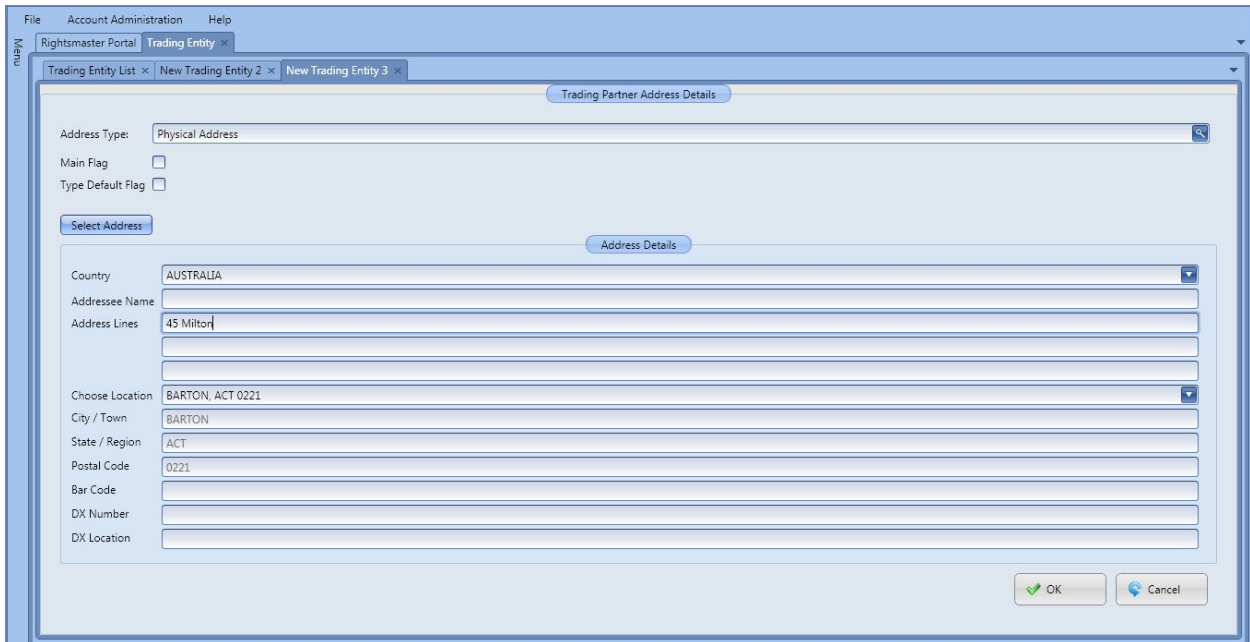 File Account Administration Help
Menu
Rightsmaster Portal Trading Entity ×
Trading Entity List × New Trading Entity 2 × New Trading Entity 3 ×
Trading Partner Address Details
Address Type: Physical Address
Main Flag
Type Default Flag
Select Address
Address Details
Country AUSTRALIA
Addressee Name
Address Lines 45 Milton
Choose Location BARTON, ACT 0221
City / Town BARTON
State / Region ACT
Postal Code 0221
Bar Code
DX Number
DX Location
OK Cancel